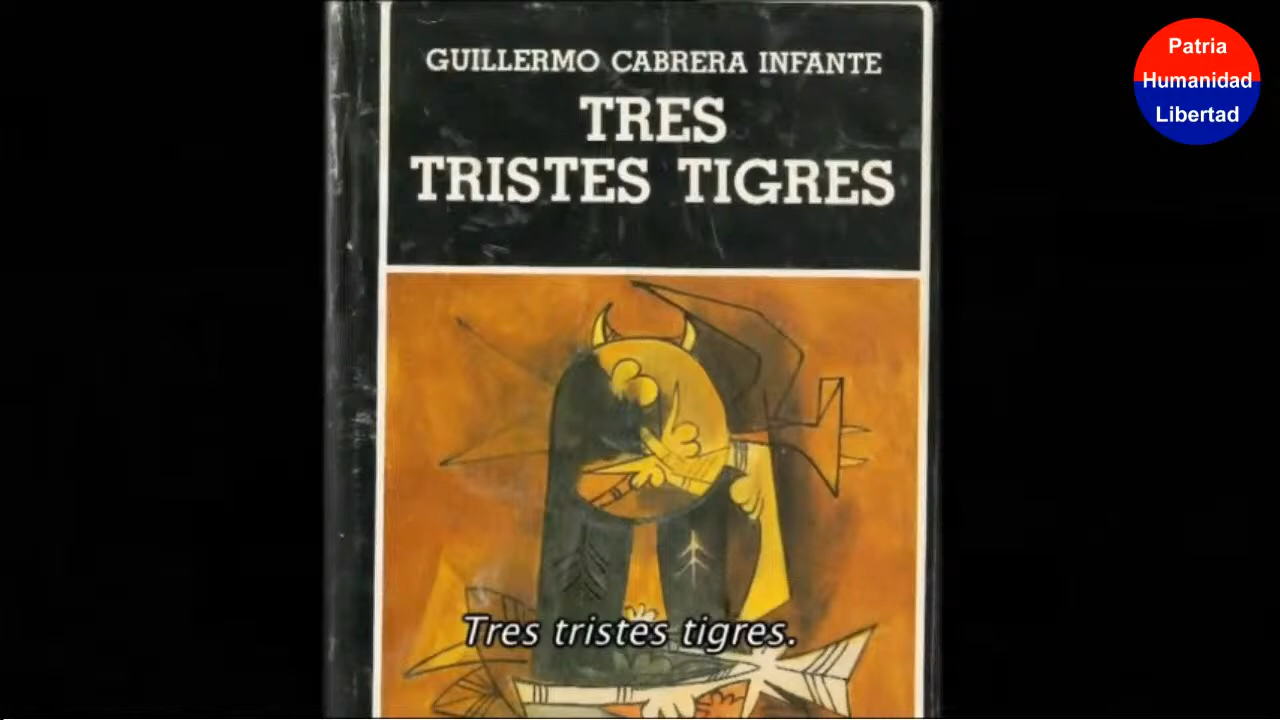 GUILLERMO CABRERA INFANTE
TRES
TRISTES TIGRES
Patria
Humanidad
Libertad
Tres tristes tigres.